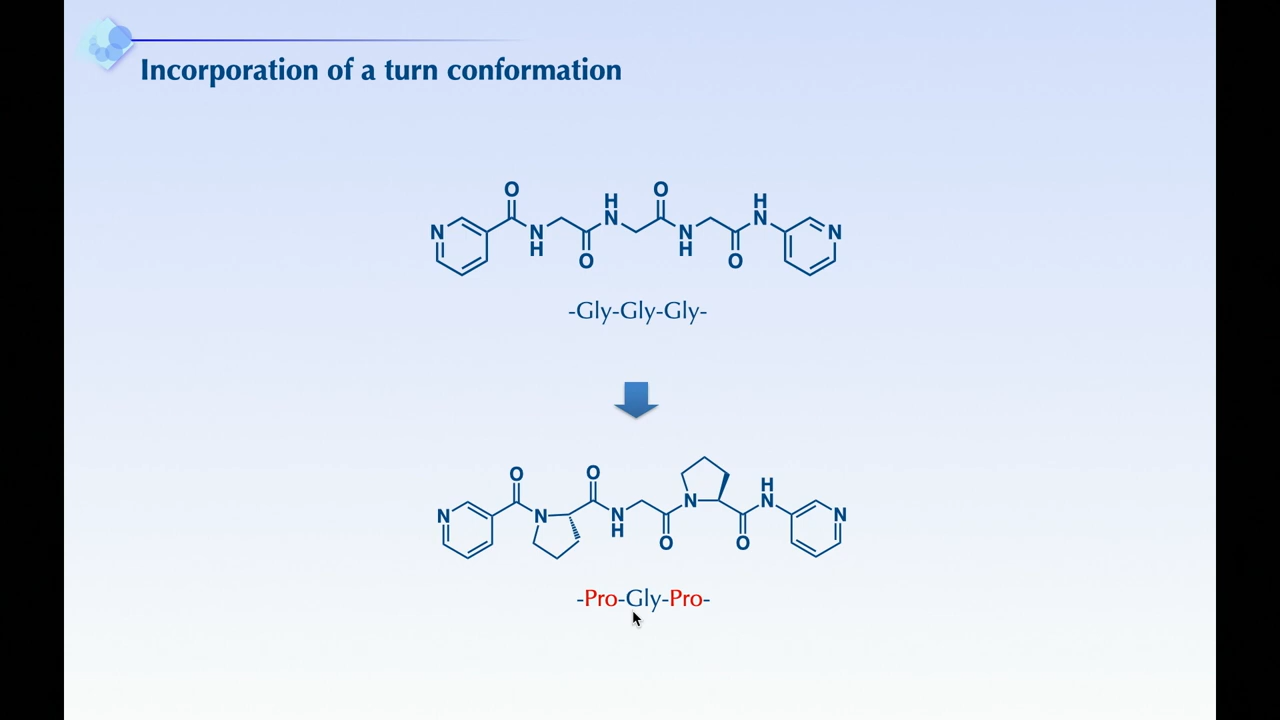 Incorporation of a turn conformation
O H O H
N N N N
N N
H O H O
-Gly-Gly-Gly-
O O H
N N N N
N N
H O O
-Pro-Gly-Pro-